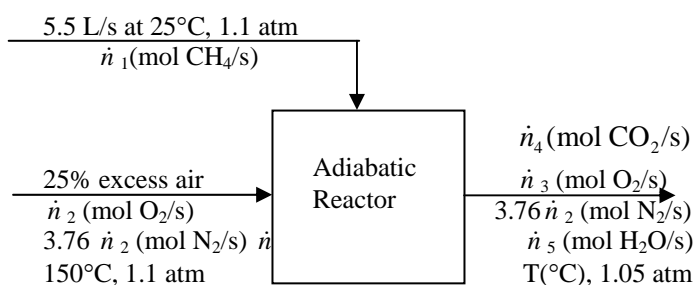 5.5 L/s at 25°C, 1.1 atm
ṅ ₁(mol CH₄/s)
Adiabatic
Reactor
25% excess air
ṅ ₂ (mol O₂/s)
3.76 ṅ ₂ (mol N₂/s) ṅ
150°C, 1.1 atm
ṅ₄(mol CO₂/s)
ṅ ₃ (mol O₂/s)
3.76 ṅ ₂ (mol N₂/s)
ṅ ₅ (mol H₂O/s)
T(°C), 1.05 atm